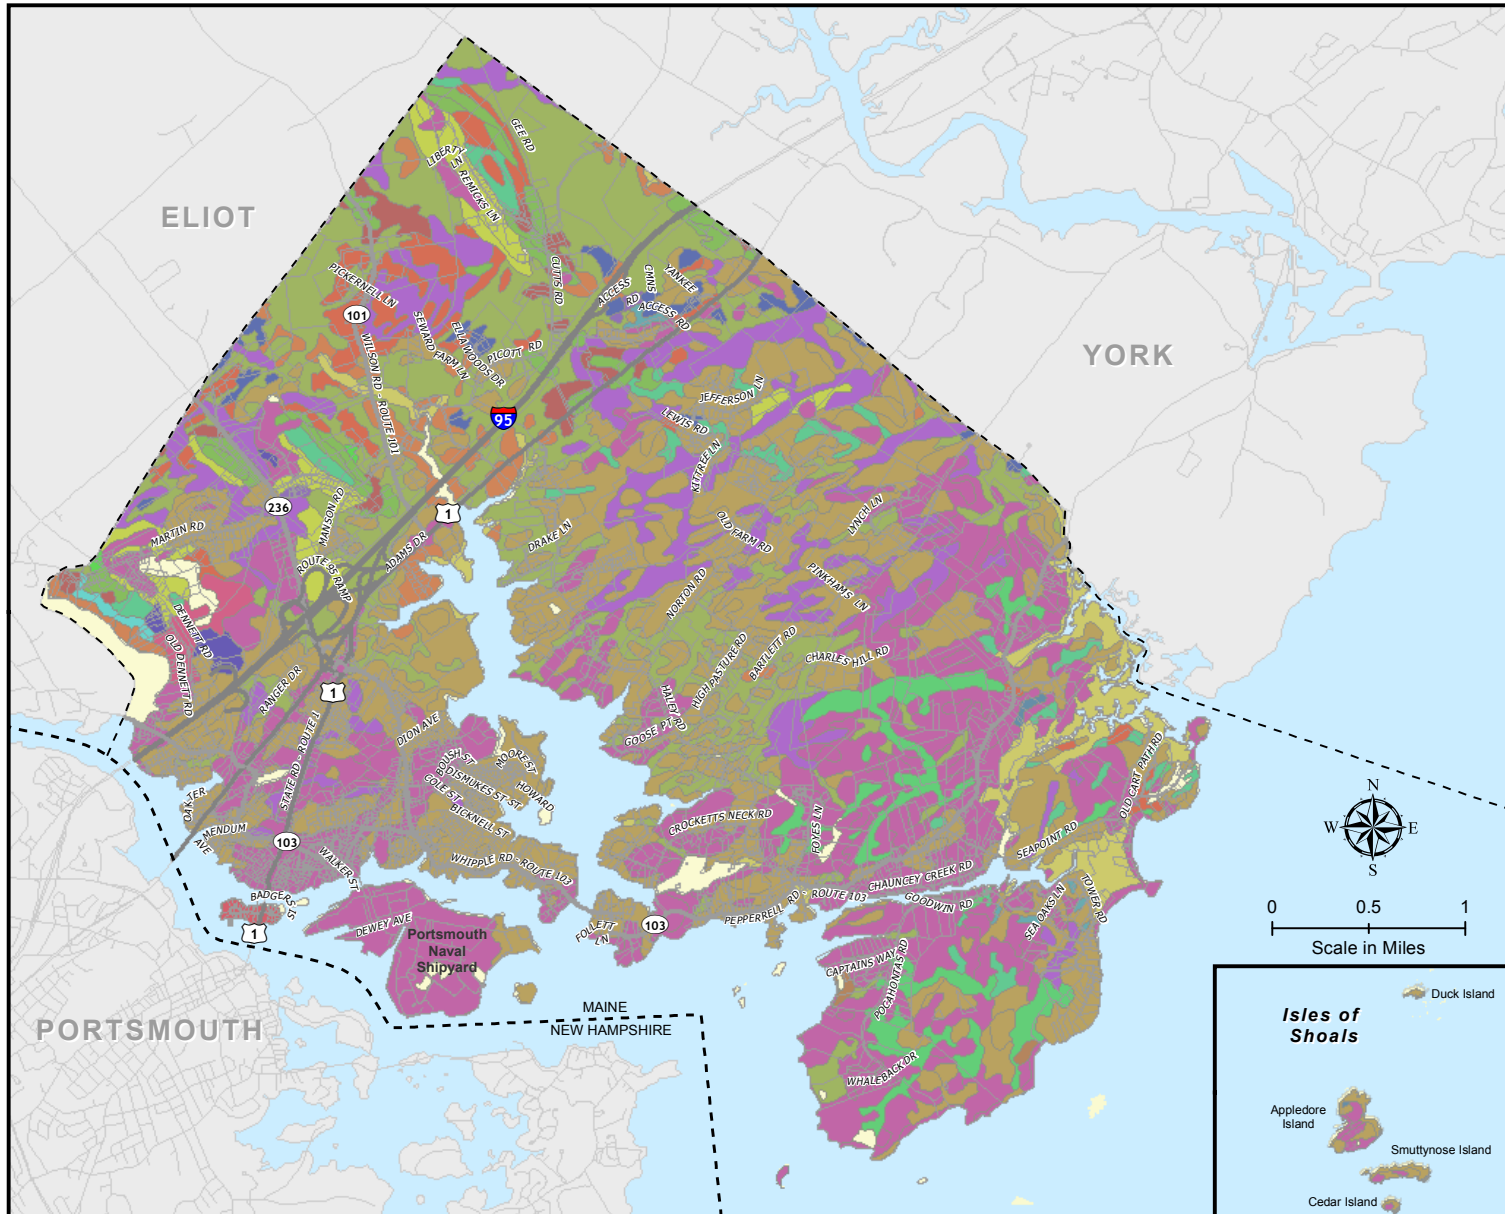 ELIOT
YORK
PORTSMOUTH
GEE RD
LIBERTY
LN
REMICKS LN
CUTTS RD
PICKERNELL LN
101
WILSON RD - ROUTE 101
SEWARD
FARM LN
ELLA WOODS DR
PICOTT RD
ACCESS
RD
CMNS
YANKEE
ACCESS RD
95
JEFFERSON LN
LEWIS RD
KITTREE LN
236
MANSON RD
MARTIN RD
1
ADAMS DR
DRAKE LN
OLD FARM RD
LYNCH LN
ROUTE 95 RAMP
NORTON RD
PINKHAMS LN
DENNETT RD
OLD DENNETT RD
RANGER DR
1
HIGH PASTURE RD
BARTLETT RD
CHARLES HILL RD
HALEY RD
GOOSE PT
DION AVE
STATE RD - ROUTE 1
BOUSH ST
MOORE ST
DISMUKES ST
ST
HOWARD
COLE ST
BICKNELL ST
OAK TER
MENDUM
AVE
103
WALKER ST
WHIPPLE RD - ROUTE 103
CROCKETTS NECK RD
FOYES LN
OLD CART PATH RD
SEAPOINT RD
CHAUNCEY CREEK RD
PEPPERRELL RD - ROUTE 103
GOODWIN RD
SEA OAKS LN
TOWER RD
BADGERS
ST
1
DEWEY AVE
Portsmouth
Naval
Shipyard
FOLLETT
LN
103
CAPTAINS WAY
POCAHONTAS RD
WHALEBACK DR
MAINE
NEW HAMPSHIRE
N
W
E
S
0
0.5
1
Scale in Miles
Isles of
Shoals
Duck Island
Appledore
Island
Smuttynose Island
Cedar Island